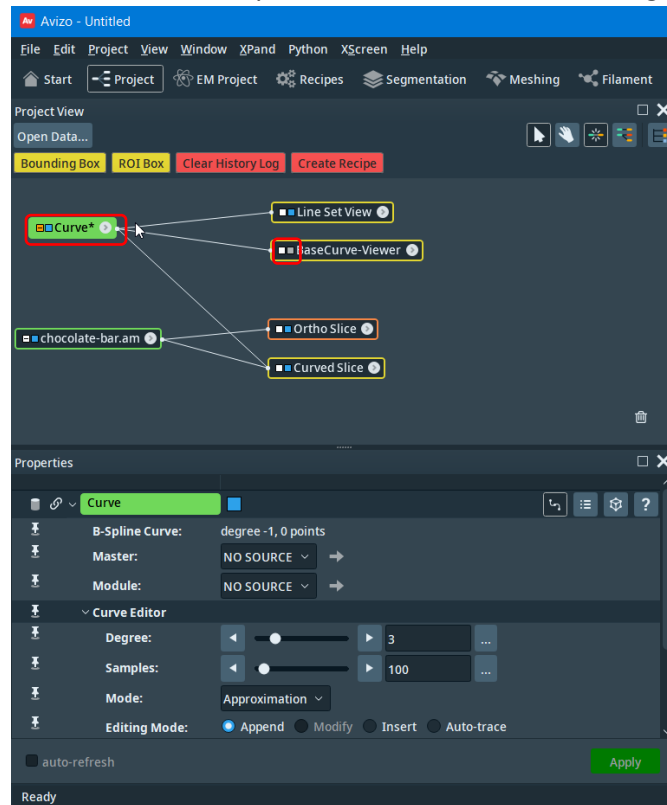 Avizo - Untitled
File Edit Project View Window XPand Python XScreen Help
Start Project EM Project Recipes Segmentation Meshing Filament
Project View
Open Data...
Bounding Box ROI Box Clear History Log Create Recipe
Line Set View
Curve*
BaseCurve-Viewer
Ortho Slice
chocolate-bar.am
Curved Slice
Properties
Curve
?
B-Spline Curve: degree -1, 0 points
Master: NO SOURCE
Module: NO SOURCE
Curve Editor
Degree: 3 ...
Samples: 100 ...
Mode: Approximation
Editing Mode: Append Modify Insert Auto-trace
auto-refresh Apply
Ready